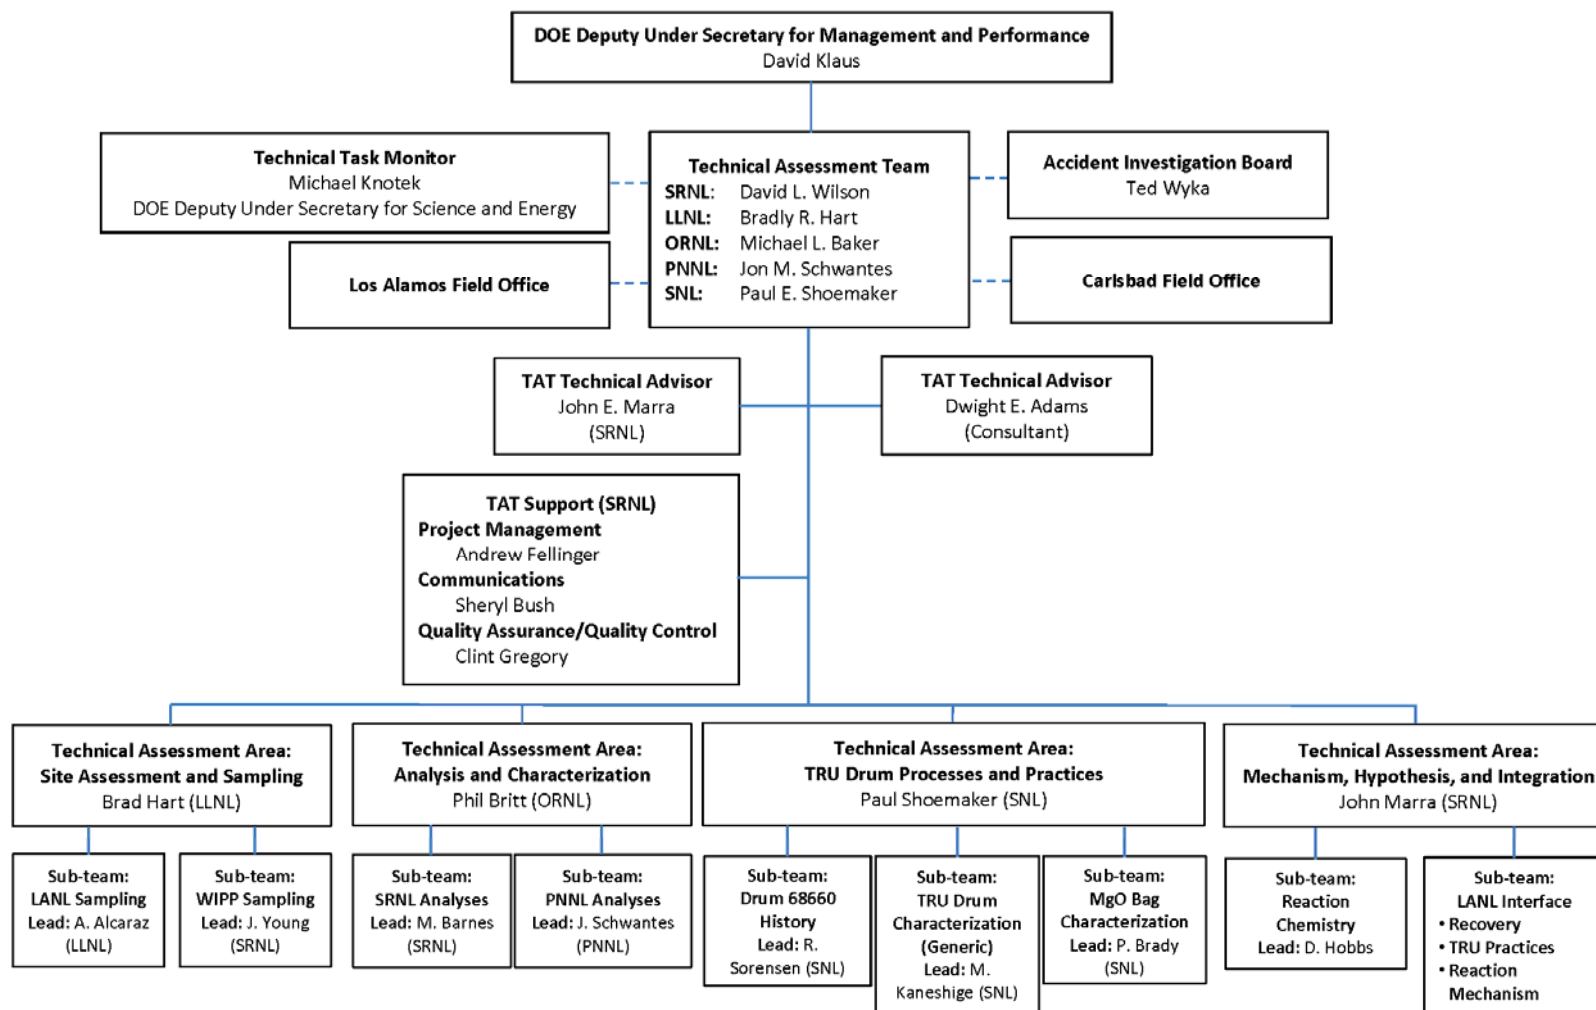 DOE Deputy Under Secretary for Management and Performance
David Klaus
Technical Task Monitor
Michael Knotek
DOE Deputy Under Secretary for Science and Energy
Technical Assessment Team
SRNL: David L. Wilson
LLNL: Bradly R. Hart
ORNL: Michael L. Baker
PNNL: Jon M. Schwantes
SNL: Paul E. Shoemaker
Accident Investigation Board
Ted Wyka
Los Alamos Field Office
Carlsbad Field Office
TAT Technical Advisor
John E. Marra
(SRNL)
TAT Technical Advisor
Dwight E. Adams
(Consultant)
TAT Support (SRNL)
Project Management
Andrew Fellinger
Communications
Sheryl Bush
Quality Assurance/Quality Control
Clint Gregory
Technical Assessment Area:
Site Assessment and Sampling
Brad Hart (LLNL)
Technical Assessment Area:
Analysis and Characterization
Phil Britt (ORNL)
Technical Assessment Area:
TRU Drum Processes and Practices
Paul Shoemaker (SNL)
Technical Assessment Area:
Mechanism, Hypothesis, and Integration
John Marra (SRNL)
Sub-team:
LANL Sampling
Lead: A. Alcaraz
(LLNL)
Sub-team:
WIPP Sampling
Lead: J. Young
(SRNL)
Sub-team:
SRNL Analyses
Lead: M. Barnes
(SRNL)
Sub-team:
PNNL Analyses
Lead: J. Schwantes
(PNNL)
Sub-team:
Drum 68660
History
Lead: R.
Sorensen (SNL)
Sub-team:
TRU Drum
Characterization
(Generic)
Lead: M.
Kaneshige (SNL)
Sub-team:
MgO Bag
Characterization
Lead: P. Brady
(SNL)
Sub-team:
Reaction
Chemistry
Lead: D. Hobbs
Sub-team:
LANL Interface
• Recovery
• TRU Practices
• Reaction
Mechanism